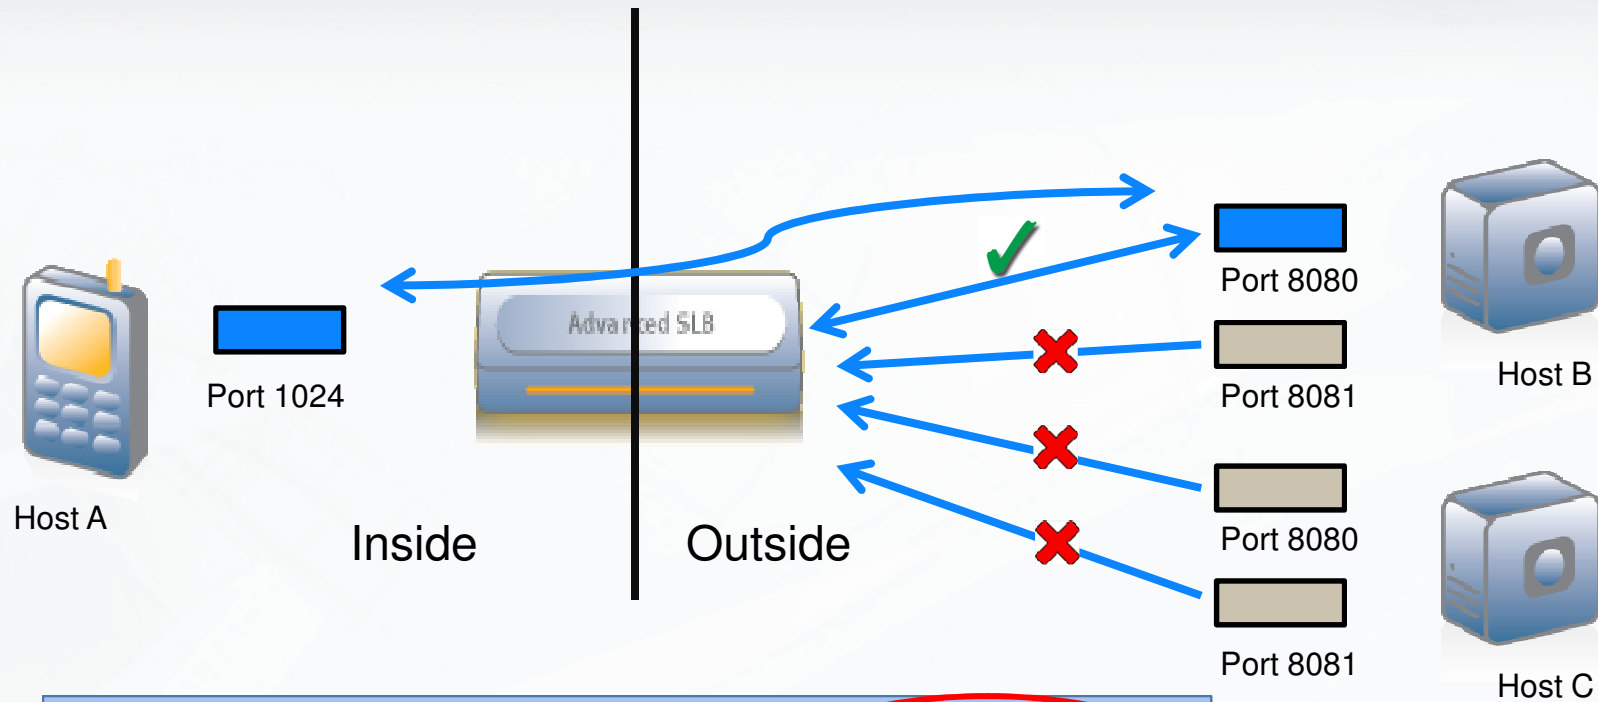 Advanced SLB
Port 8080
Host B
Port 8081
Port 1024
Host A
Inside
Outside
Port 8080
Port 8081
Host C